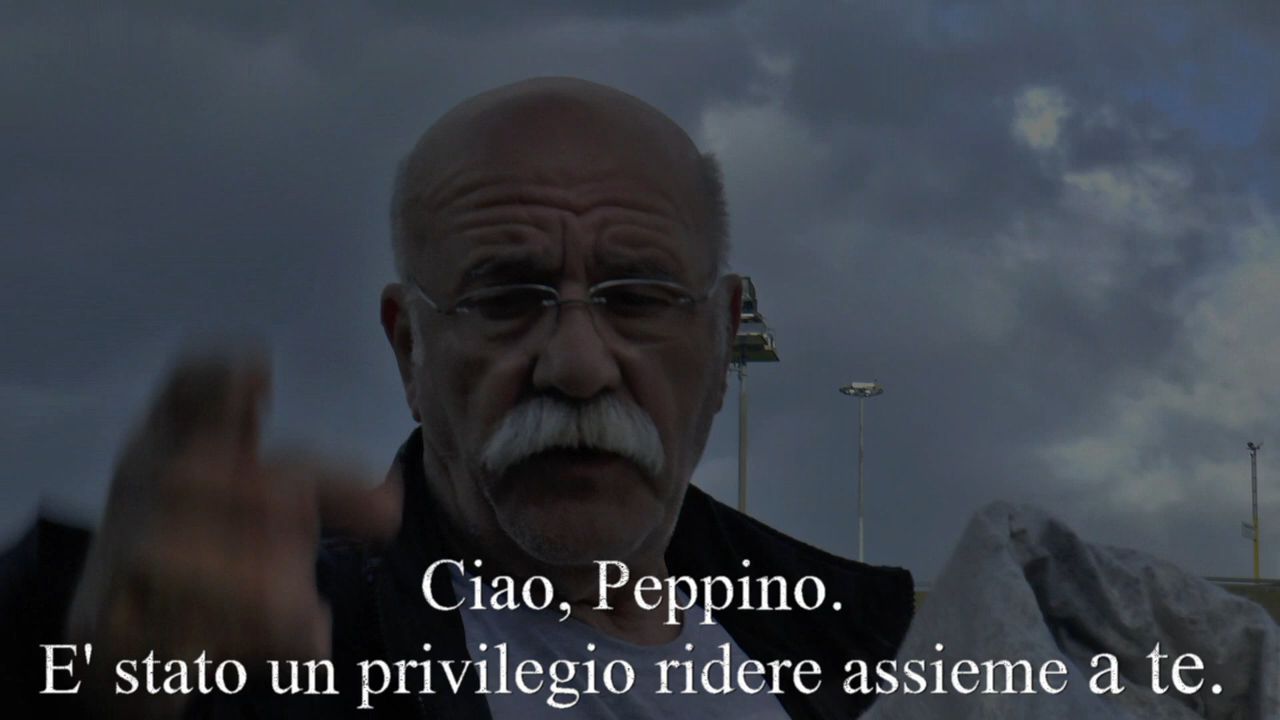 Ciao, Peppino.
E' stato un privilegio ridere assieme a te.